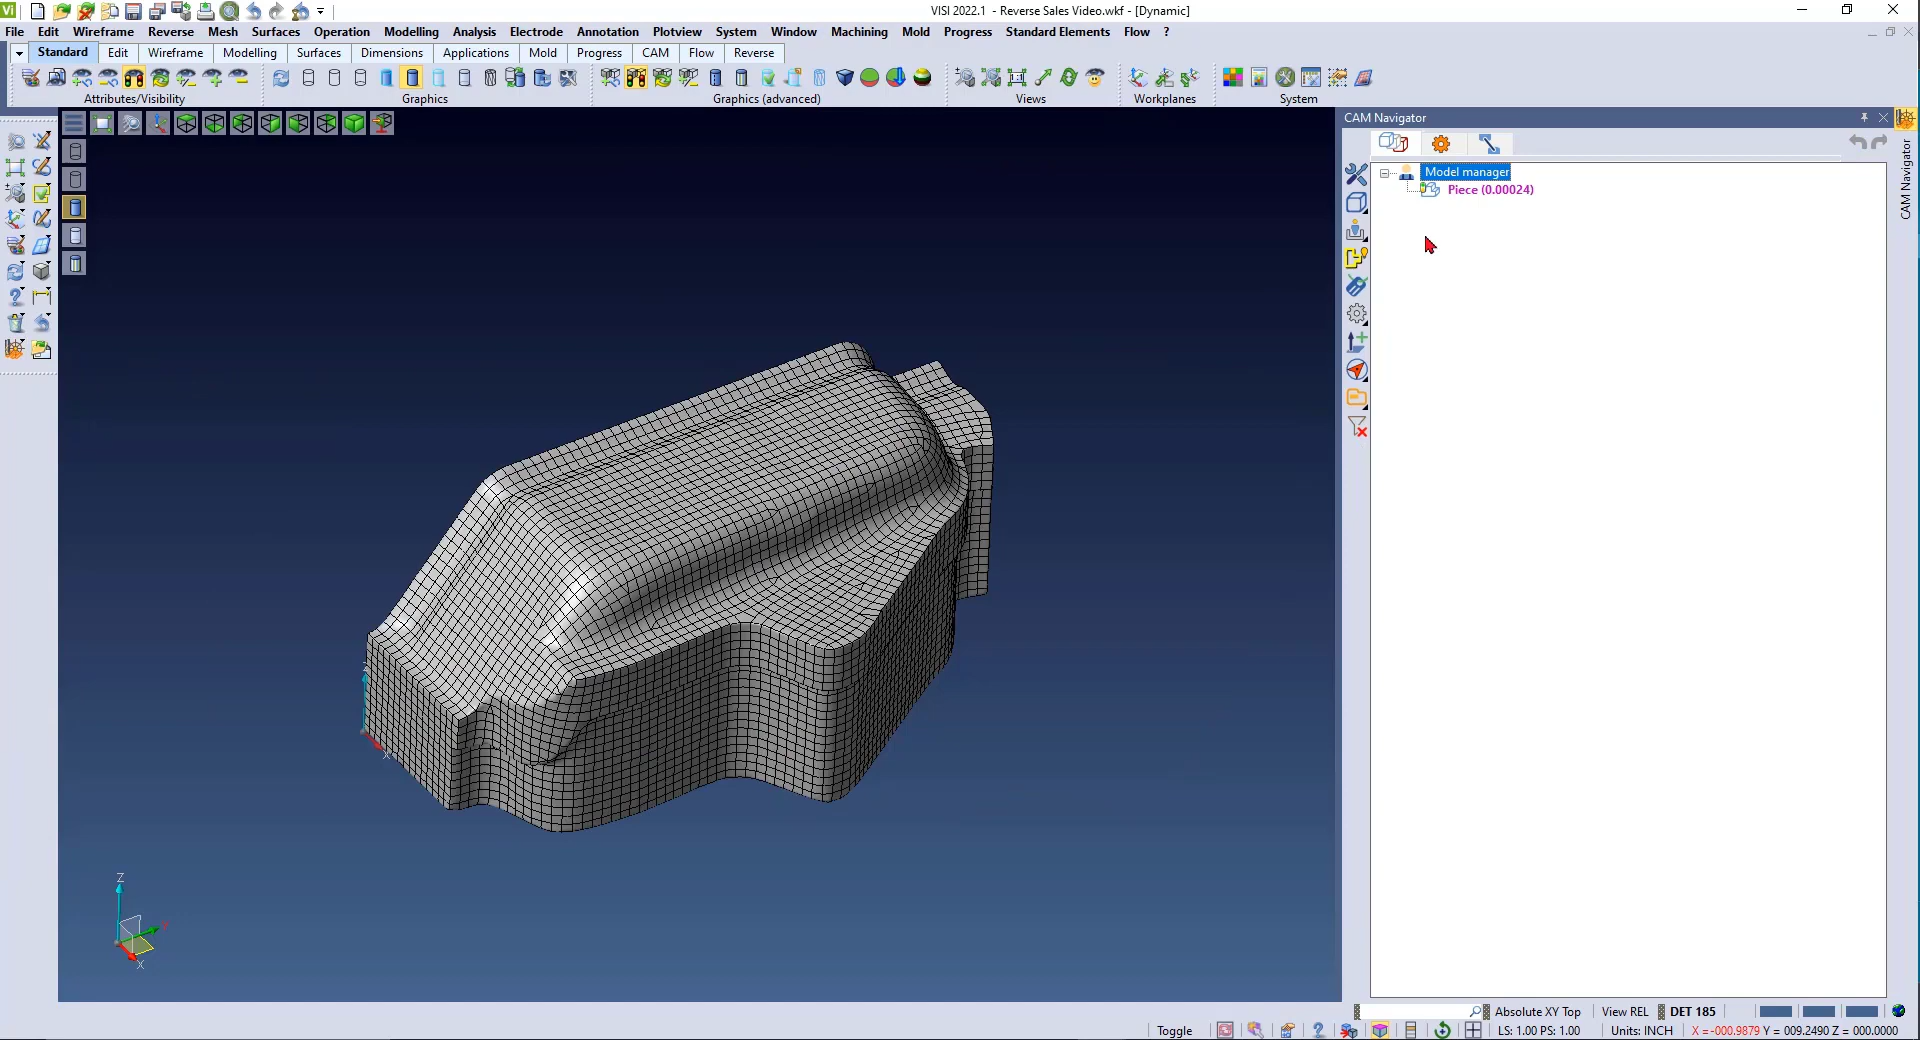 Vi
VISI 2022.1 - Reverse Sales Video.wkf - [Dynamic]
File Edit Wireframe Reverse Mesh Surfaces Operation Modelling Analysis Electrode Annotation Plotview System Window Machining Mold Progress Standard Elements Flow ?
Standard Edit Wireframe Modelling Surfaces Dimensions Applications Mold Progress CAM Flow Reverse
Attributes/Visibility Graphics Graphics (advanced) Views Workplanes System
CAM Navigator
CAM Navigator
Model manager
Piece (0.00024)
X
Z
X
Absolute XY Top View REL DET 185
Toggle LS: 1.00 PS: 1.00 Units: INCH X =-000.9879 Y = 009.2490 Z = 000.0000